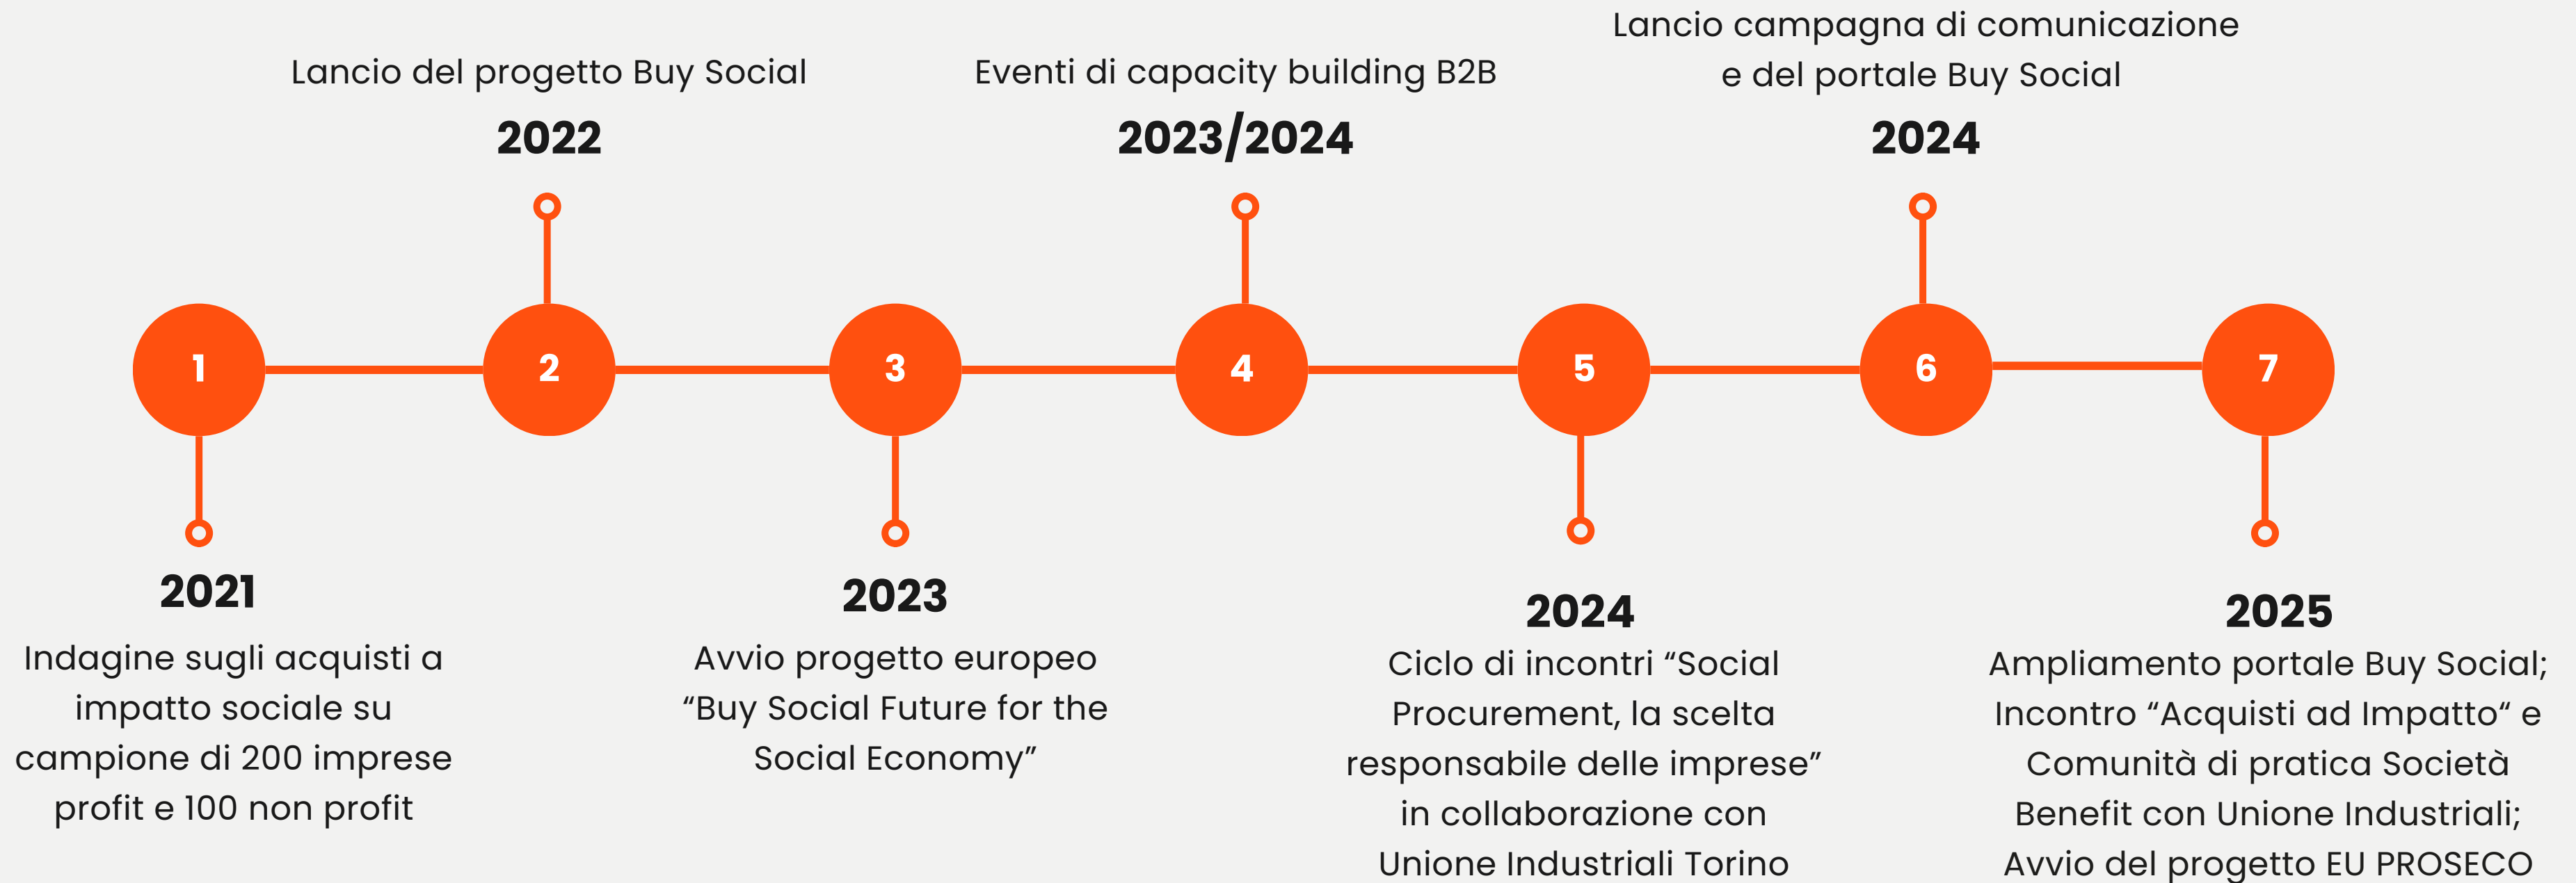 Lancio del progetto Buy Social
2022
Eventi di capacity building B2B
2023/2024
Lancio campagna di comunicazione
e del portale Buy Social
2024
1
2
3
4
5
6
7
2021
Indagine sugli acquisti a
impatto sociale su
campione di 200 imprese
profit e 100 non profit
2023
Avvio progetto europeo
“Buy Social Future for the
Social Economy”
2024
Ciclo di incontri “Social
Procurement, la scelta
responsabile delle imprese”
in collaborazione con
Unione Industriali Torino
2025
Ampliamento portale Buy Social;
Incontro “Acquisti ad Impatto“ e
Comunità di pratica Società
Benefit con Unione Industriali;
Avvio del progetto EU PROSECO